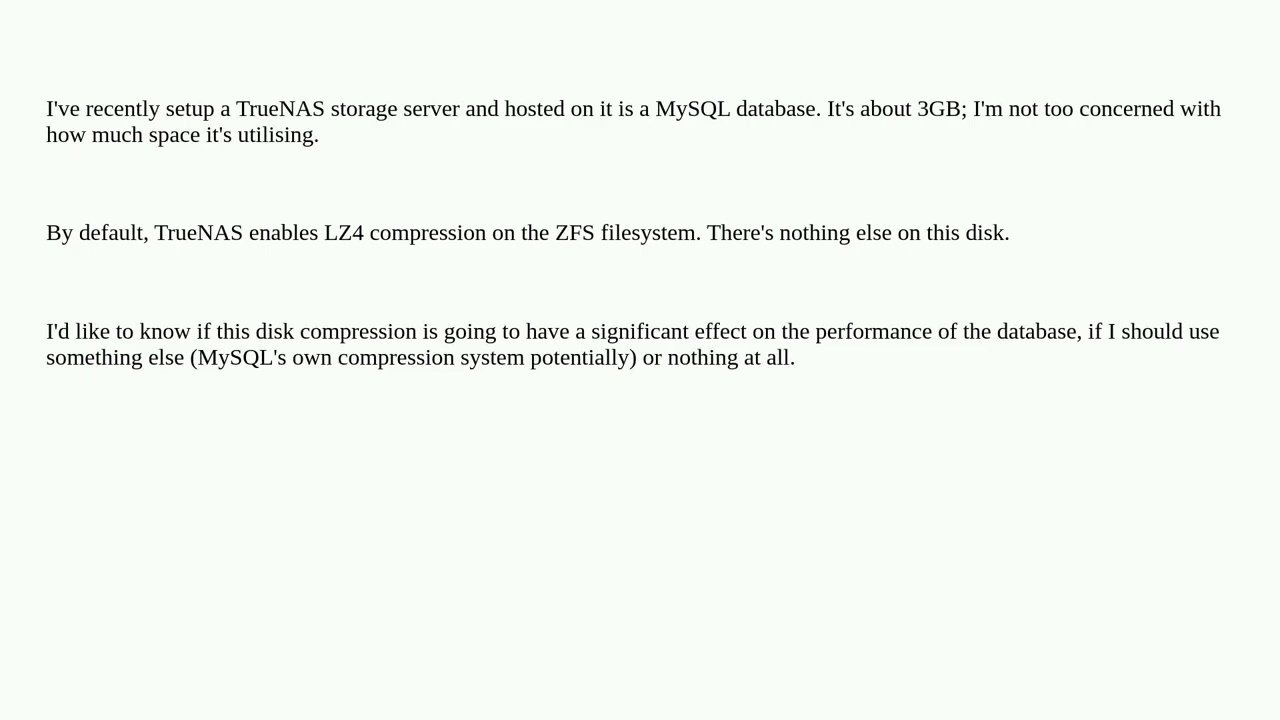 I've recently setup a TrueNAS storage server and hosted on it is a MySQL database. It's about 3GB; I'm not too concerned with
how much space it's utilising.
By default, TrueNAS enables LZ4 compression on the ZFS filesystem. There's nothing else on this disk.
I'd like to know if this disk compression is going to have a significant effect on the performance of the database, if I should use
something else (MySQL's own compression system potentially) or nothing at all.